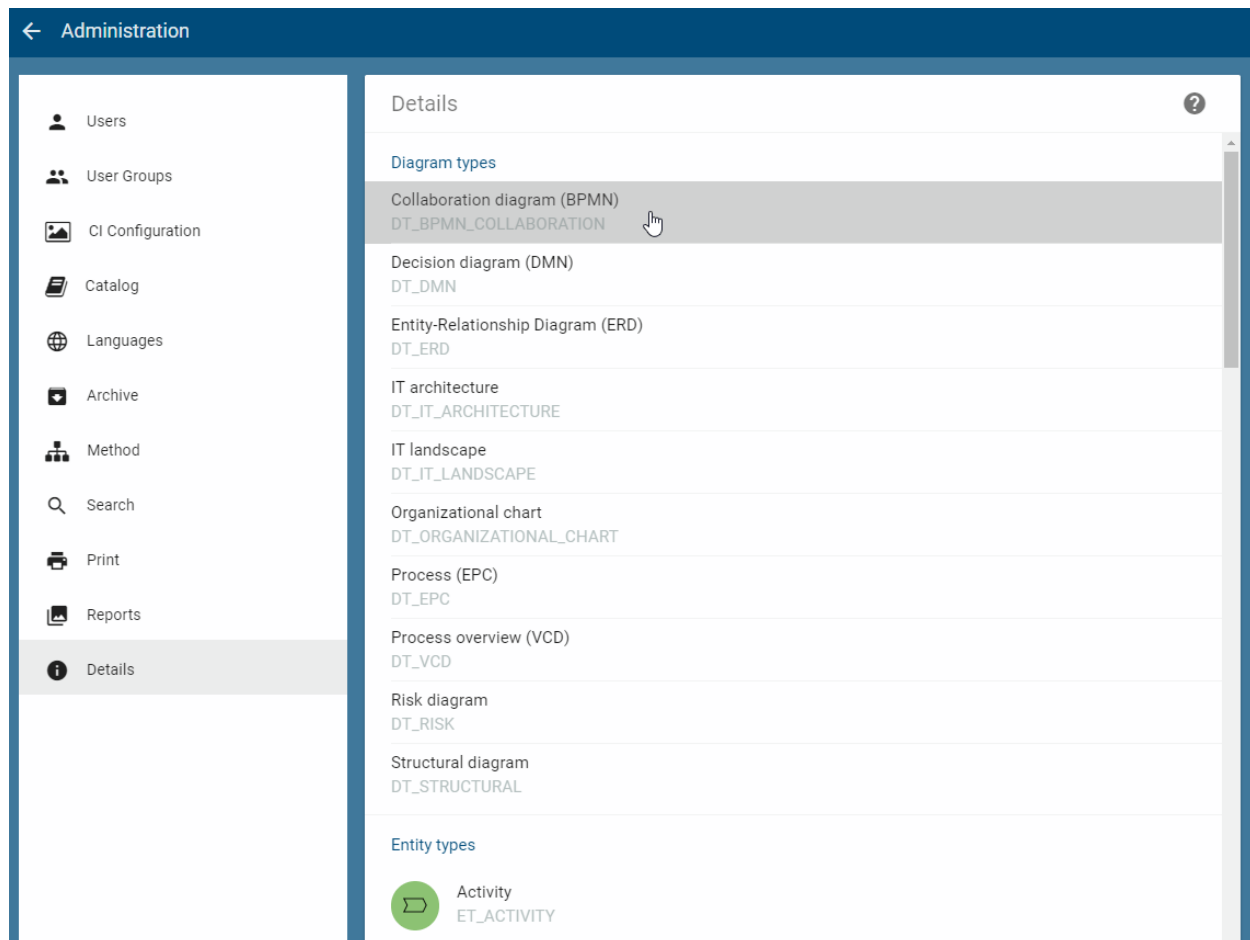 Administration
Users
User Groups
CI Configuration
Catalog
Languages
Archive
Method
Search
Print
Reports
Details
Details
Diagram types
Collaboration diagram (BPMN)
DT_BPMN_COLLABORATION
Decision diagram (DMN)
DT_DMN
Entity-Relationship Diagram (ERD)
DT_ERD
IT architecture
DT_IT_ARCHITECTURE
IT landscape
DT_IT_LANDSCAPE
Organizational chart
DT_ORGANIZATIONAL_CHART
Process (EPC)
DT_EPC
Process overview (VCD)
DT_VCD
Risk diagram
DT_RISK
Structural diagram
DT_STRUCTURAL
Entity types
Activity
ET_ACTIVITY